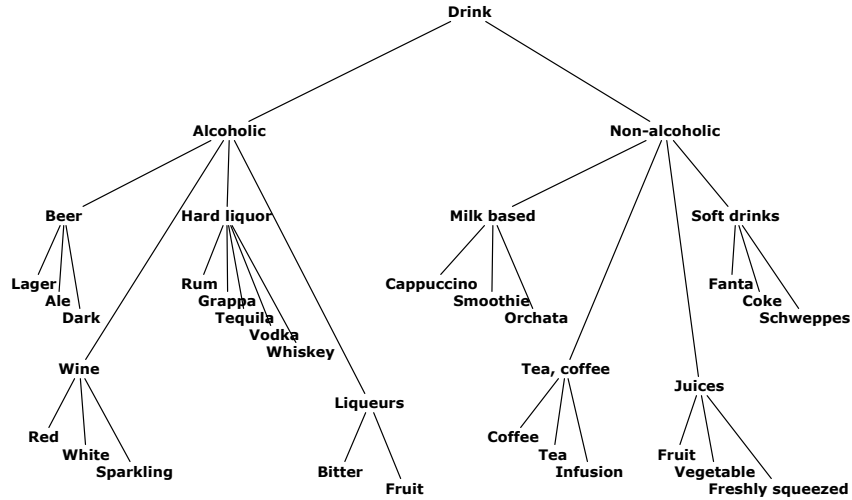 Drink
Alcoholic
Non-alcoholic
Beer
Hard liquor
Milk based
Soft drinks
Lager
Ale
Dark
Rum
Grappa
Tequila
Vodka
Whiskey
Cappuccino
Smoothie
Orchata
Fanta
Coke
Schweppes
Wine
Liqueurs
Tea, coffee
Juices
Red
White
Sparkling
Bitter
Fruit
Coffee
Tea
Infusion
Fruit
Vegetable
Freshly squeezed